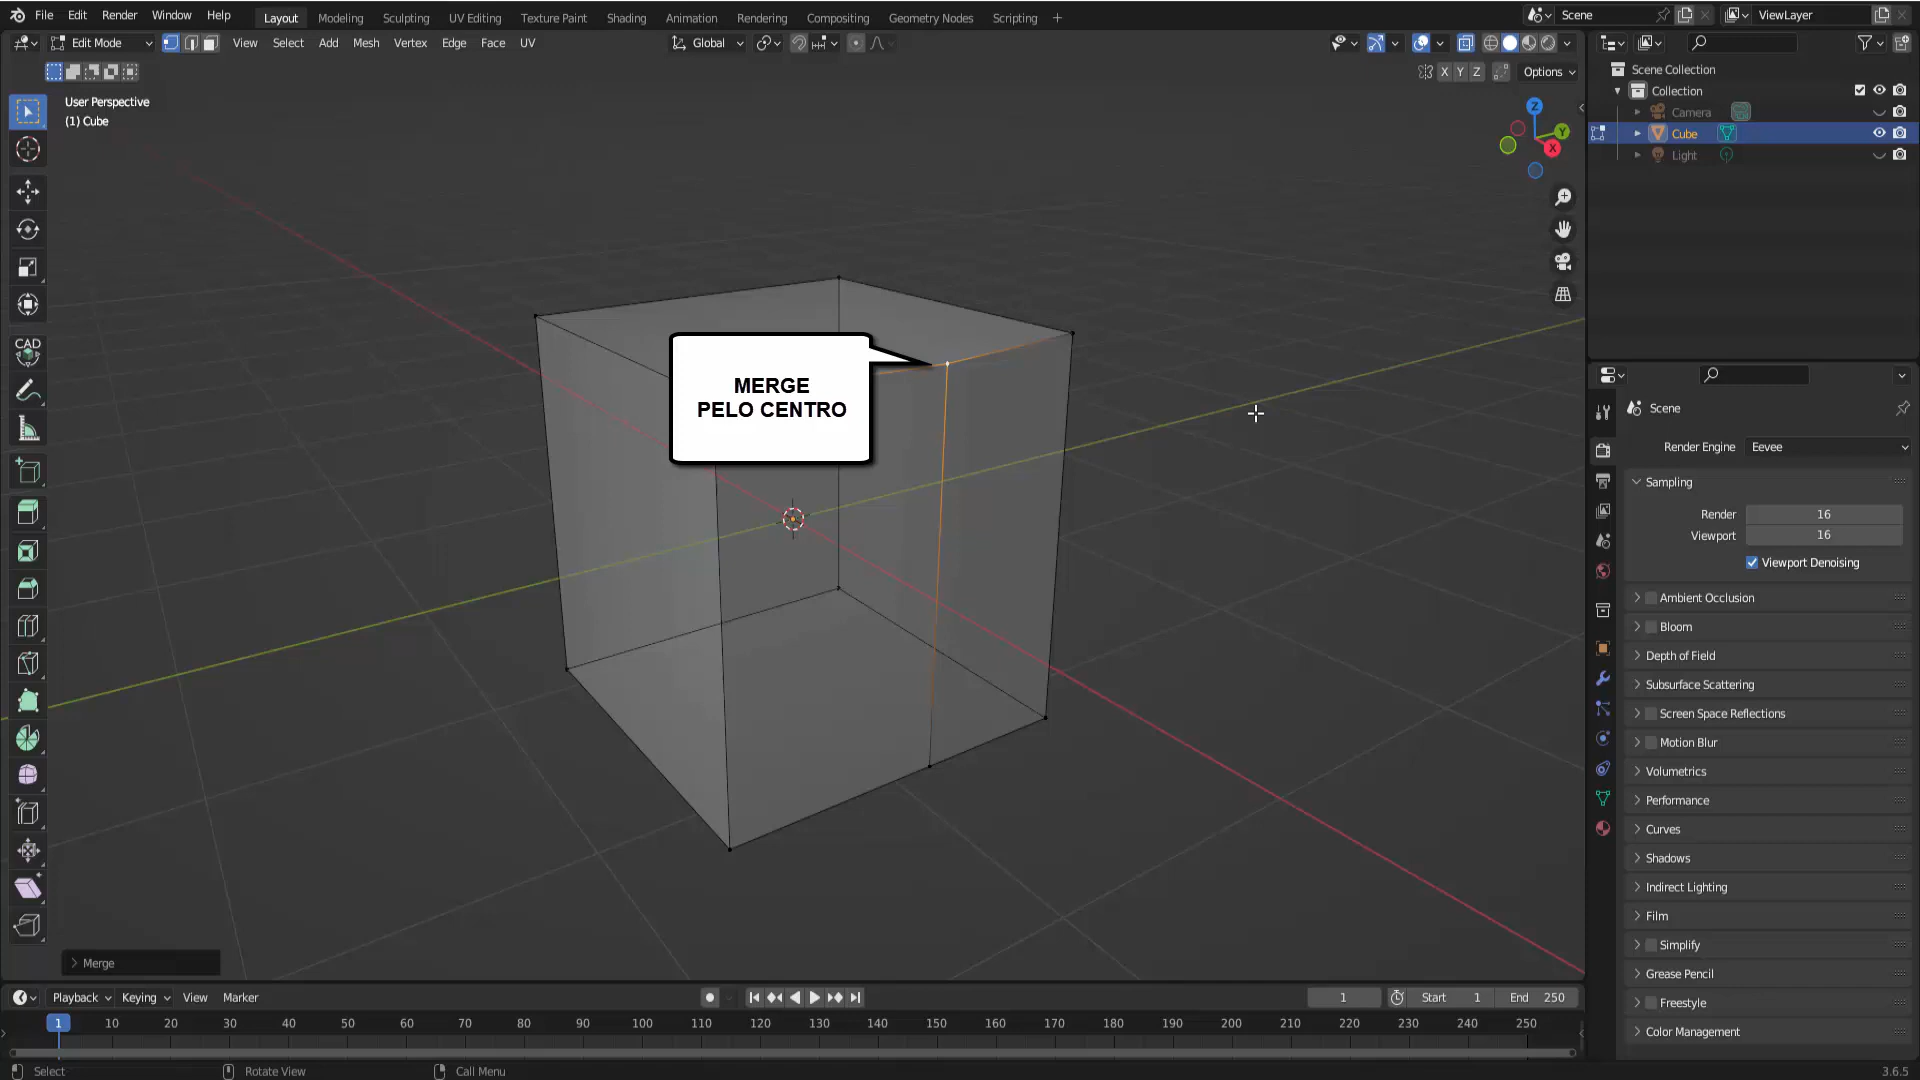 File Edit Render Window Help Layout Modeling Sculpting UV Editing Texture Paint Shading Animation Rendering Compositing Geometry Nodes Scripting + Scene ViewLayer
Edit Mode View Select Add Mesh Vertex Edge Face UV Global
X Y Z Options
User Perspective
(1) Cube
Z
Y
X
CAD
MERGE
PELO CENTRO
Merge
Scene Collection
Collection
Camera
Cube
Light
Scene
Render Engine Eevee
Sampling
Render 16
Viewport 16
Viewport Denoising
Ambient Occlusion
Bloom
Depth of Field
Subsurface Scattering
Screen Space Reflections
Motion Blur
Volumetrics
Performance
Curves
Shadows
Indirect Lighting
Film
Simplify
Grease Pencil
Freestyle
Color Management
Playback Keying View Marker 1 Start 1 End 250
1 10 20 30 40 50 60 70 80 90 100 110 120 130 140 150 160 170 180 190 200 210 220 230 240 250
Select Rotate View Call Menu 3.6.5